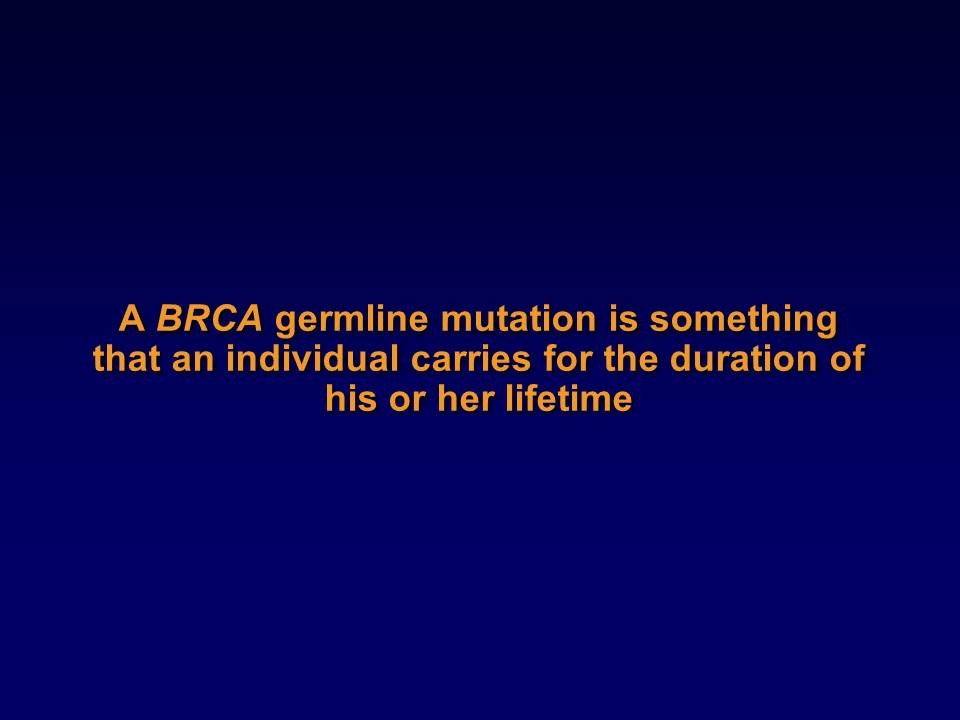 A BRCA germline mutation is something
that an individual carries for the duration of
his or her lifetime